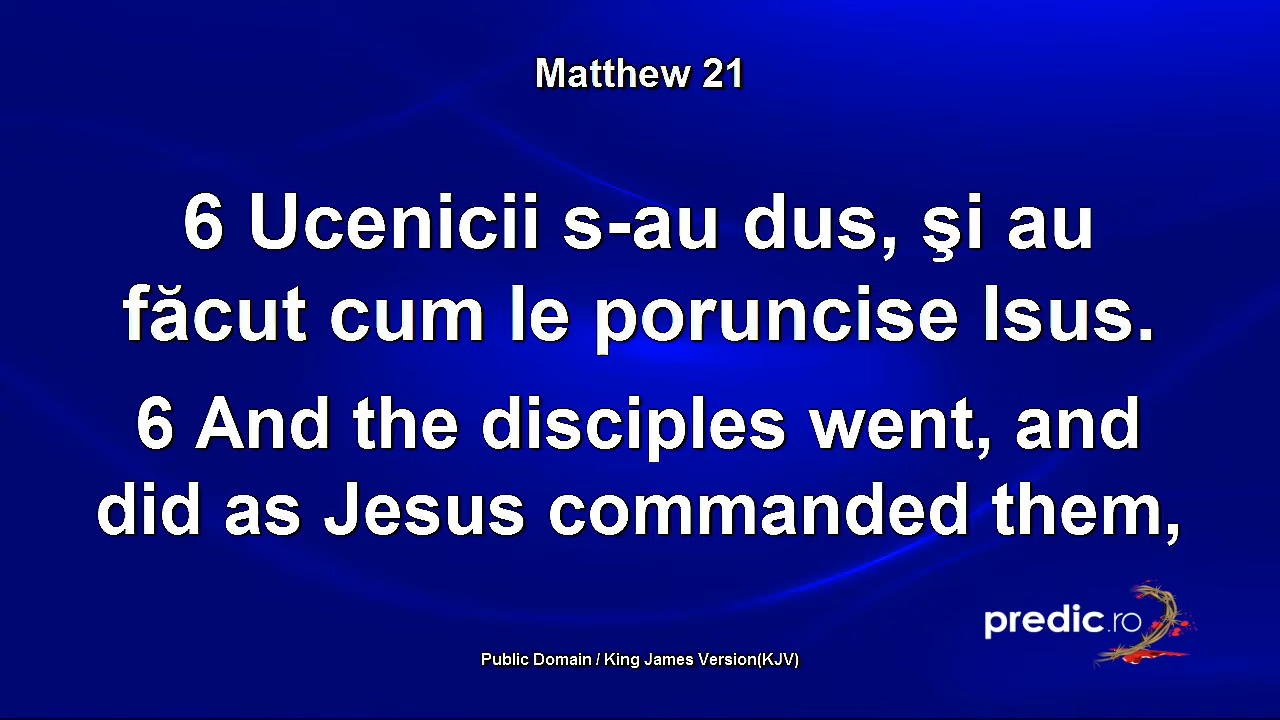 Matthew 21
6 Ucenicii s-au dus, şi au
făcut cum le poruncise Isus.
6 And the disciples went, and
did as Jesus commanded them,
predic.ro
Public Domain / King James Version(KJV)